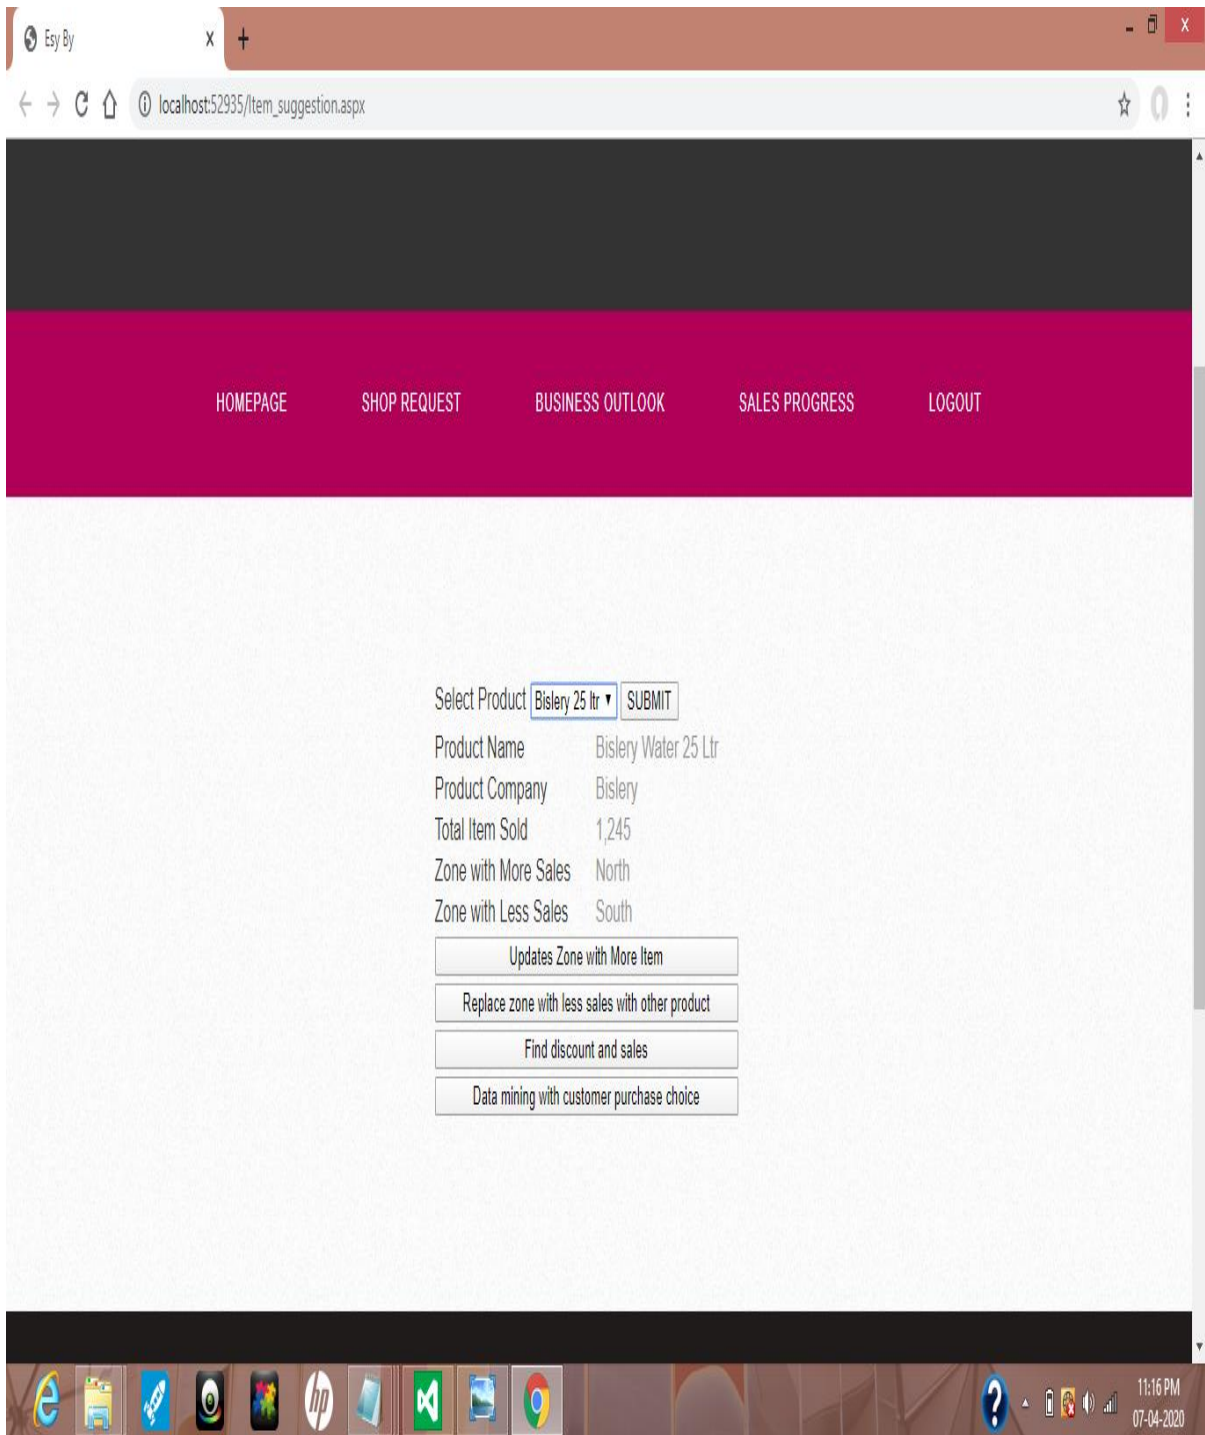 Esy By
localhost:52935/Item_suggestion.aspx
HOMEPAGE SHOP REQUEST BUSINESS OUTLOOK SALES PROGRESS LOGOUT
Select Product Bislery 25 ltr SUBMIT
Product Name Bislery Water 25 Ltr
Product Company Bislery
Total Item Sold 1,245
Zone with More Sales North
Zone with Less Sales South
Updates Zone with More Item
Replace zone with less sales with other product
Find discount and sales
Data mining with customer purchase choice
hp
11:16 PM
07-04-2020